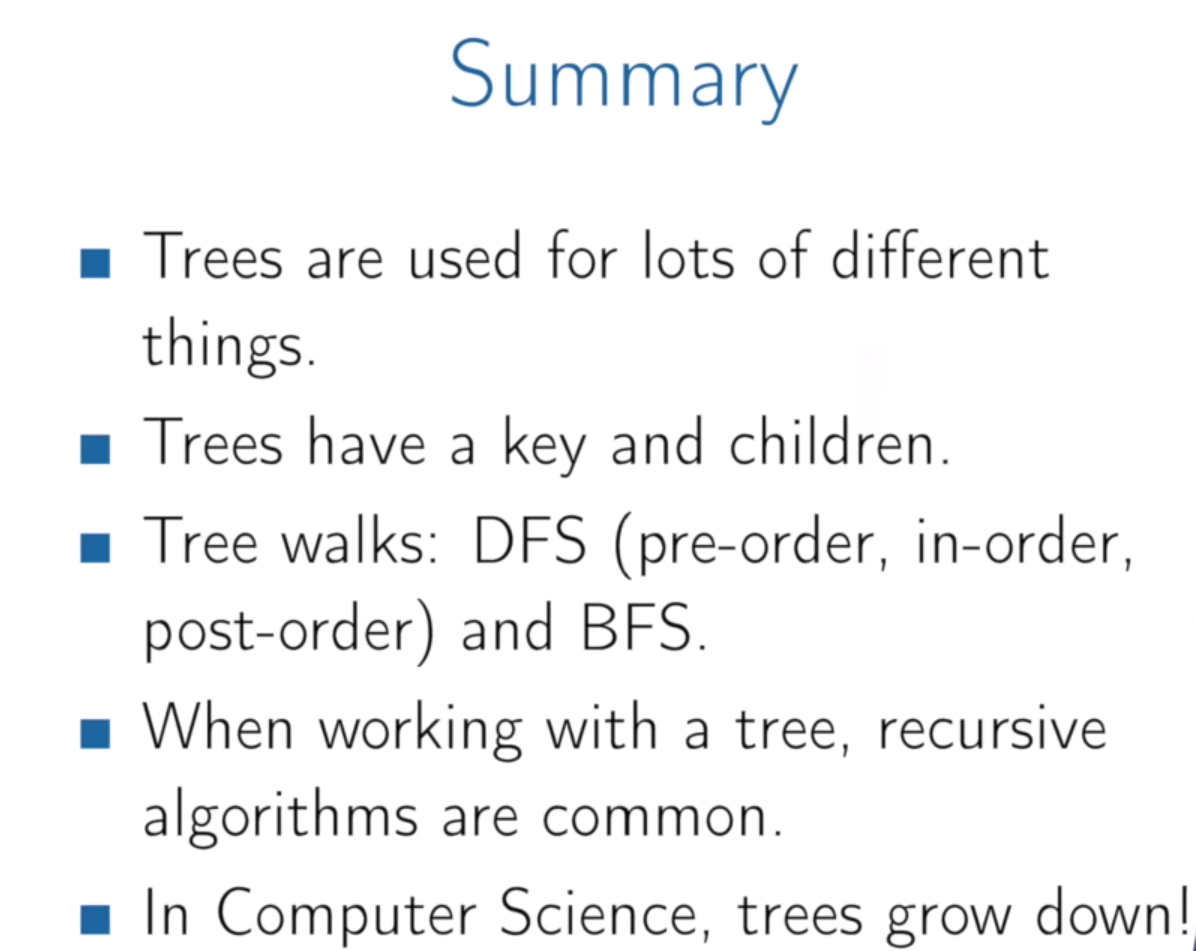 Summary
Trees are used for lots of different
things.
Trees have a key and children.
Tree walks: DFS (pre-order, in-order,
post-order) and BFS.
When working with a tree, recursive
algorithms are common.
In Computer Science, trees grow down!